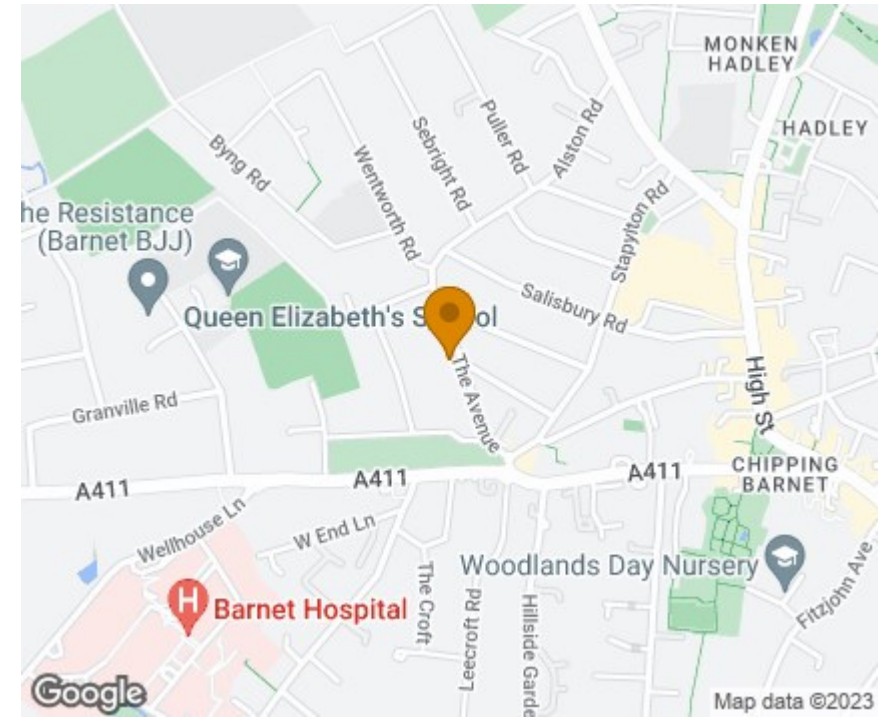 MONKEN
HADLEY
HADLEY
Puller Rd
Alston Rd
Sebright Rd
Byng Rd
Wentworth Rd
Stapylton Rd
he Resistance
(Barnet BJJ)
Salisbury Rd
Queen Elizabeth's S ol
The Avenue
High St
Granville Rd
A411
A411
A411
CHIPPING
BARNET
Wellhouse Ln
W End Ln
Woodlands Day Nursery
The Croft
Leecroft Rd
Hillside Garde
Fitzjohn Ave
H
Barnet Hospital
Google
Map data ©2023